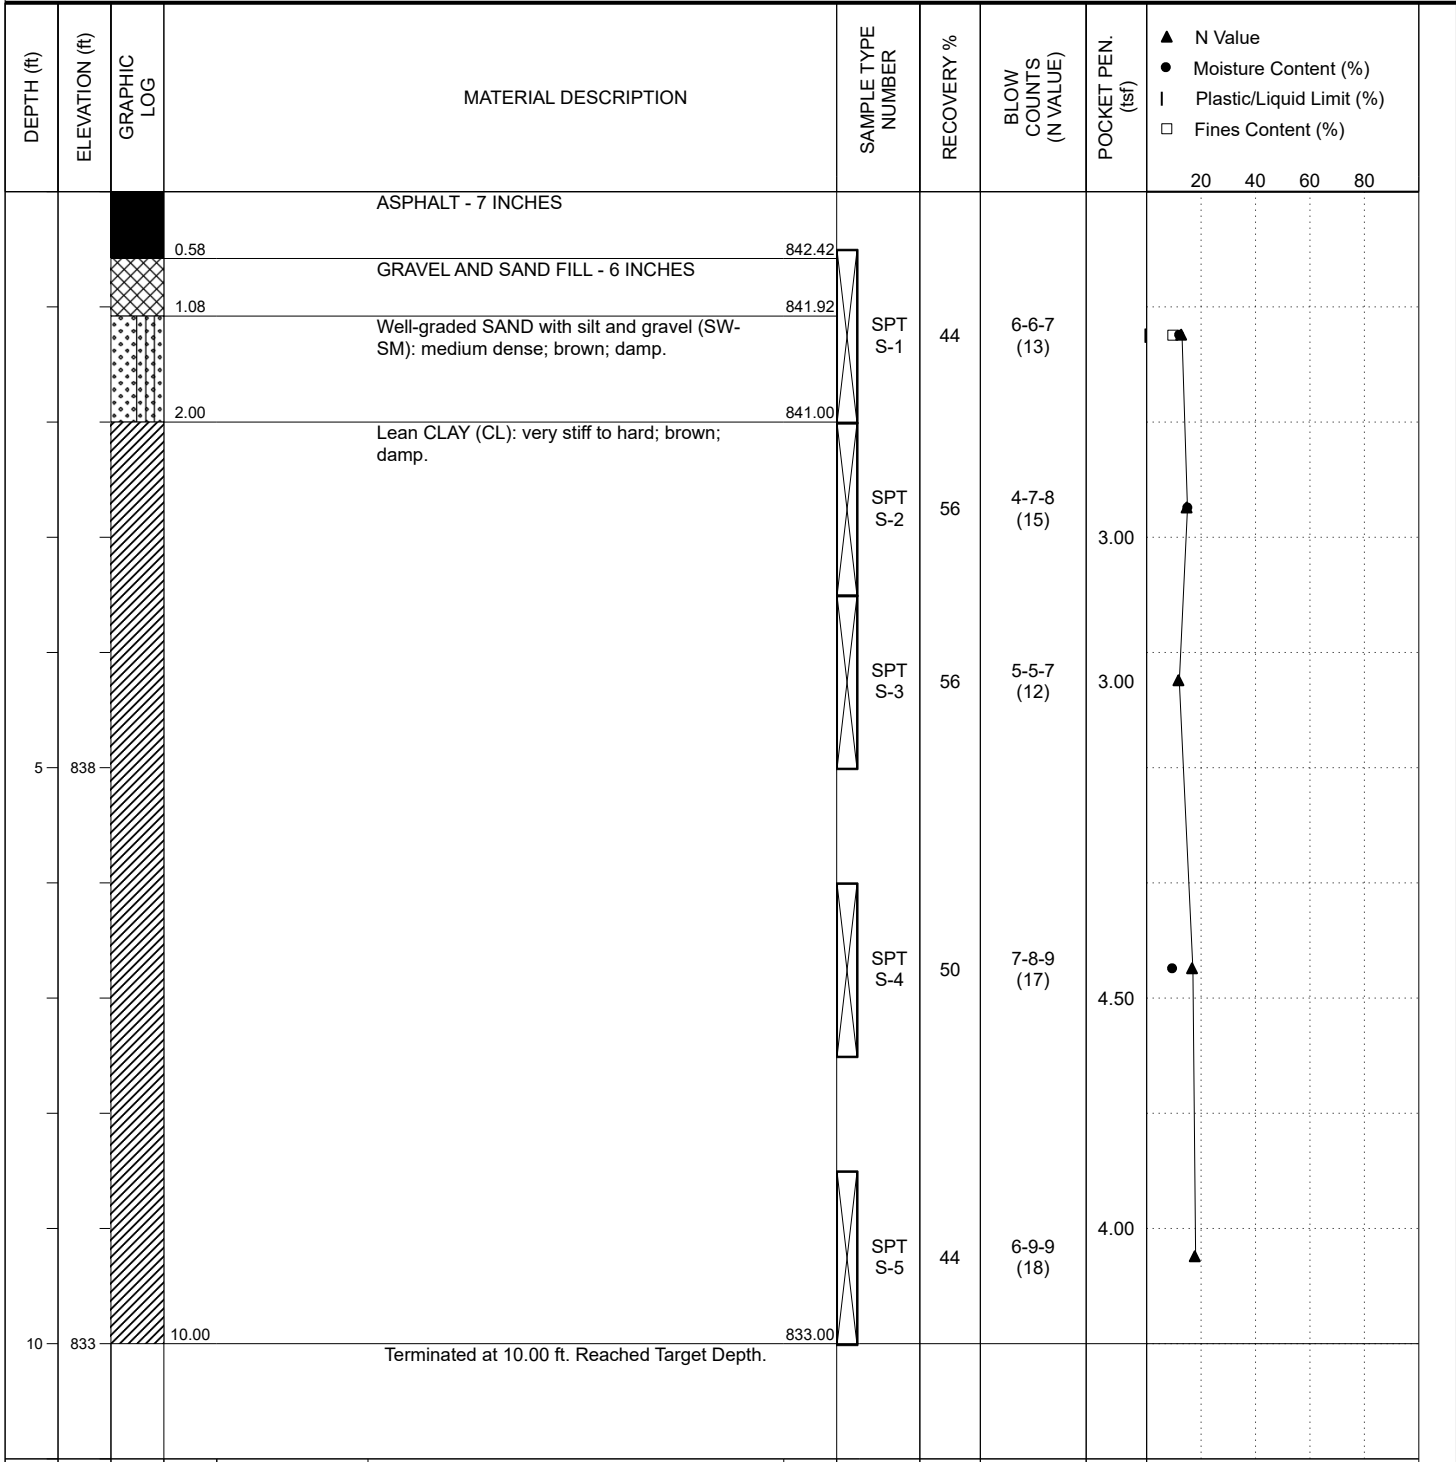 DEPTH (ft)
ELEVATION (ft)
GRAPHIC
LOG
MATERIAL DESCRIPTION
SAMPLE TYPE
NUMBER
RECOVERY %
BLOW
COUNTS
(N VALUE)
POCKET PEN.
(tsf)
N Value
Moisture Content (%)
Plastic/Liquid Limit (%)
Fines Content (%)
20 40 60 80
ASPHALT - 7 INCHES
0.58 842.42
GRAVEL AND SAND FILL - 6 INCHES
1.08 841.92
Well-graded SAND with silt and gravel (SW-
SM): medium dense; brown; damp.
SPT
S-1
44
6-6-7
(13)
2.00 841.00
Lean CLAY (CL): very stiff to hard; brown;
damp.
SPT
S-2
56
4-7-8
(15)
3.00
SPT
S-3
56
5-5-7
(12)
3.00
5 838
SPT
S-4
50
7-8-9
(17)
4.50
4.00
SPT
S-5
44
6-9-9
(18)
10 833 10.00 833.00
Terminated at 10.00 ft. Reached Target Depth.